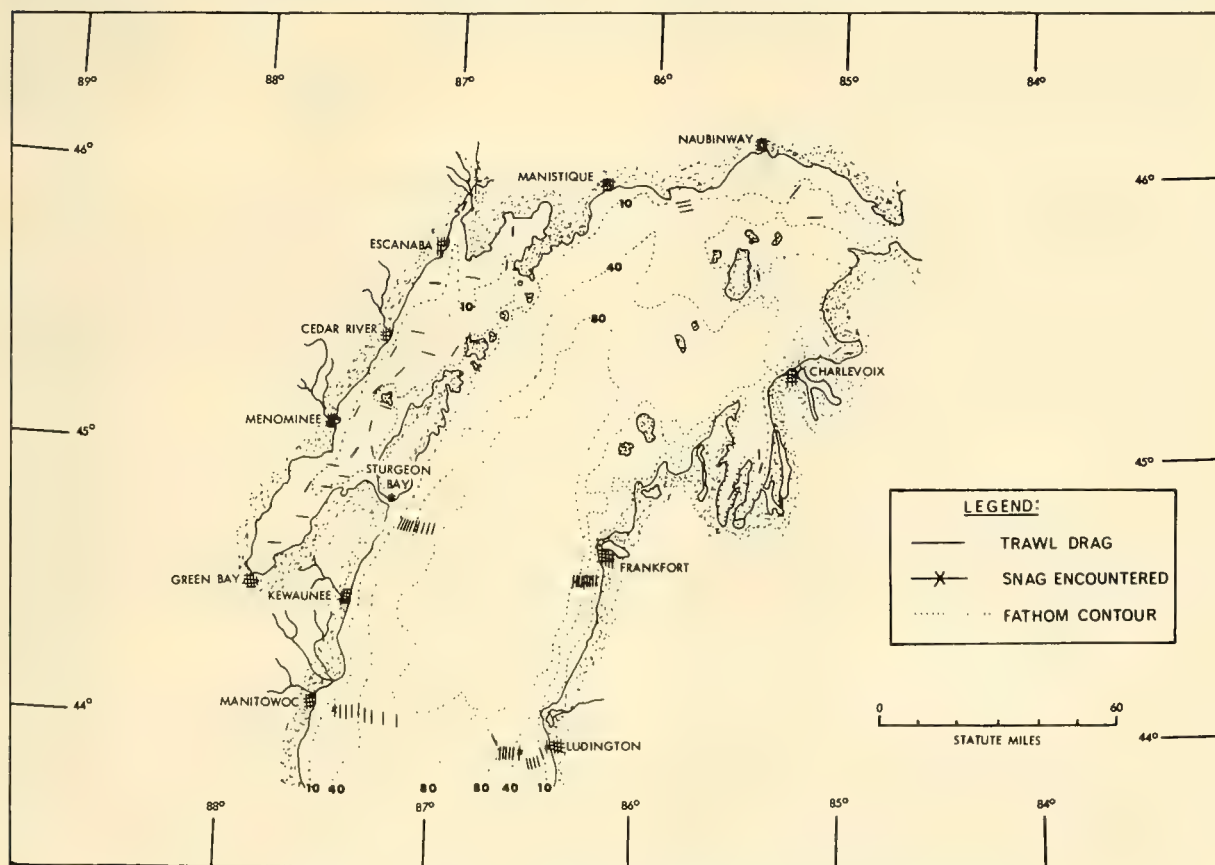 89°
88°
87°
86°
85°
84°
46°
NAUBINWAY
46°
MANISTIQUE
10
ESCANABA
40
10
80
CEDAR RIVER
CHARLEVOIX
MENOMINEE
45°
45°
STURGEON
BAY
LEGEND:
TRAWL DRAG
SNAG ENCOUNTERED
FATHOM CONTOUR
GREEN BAY
KEWAUNEE
FRANKFORT
MANITOWOC
44°
LUDINGTON
0
60
STATUTE MILES
44°
10 40 80 80 40 10
88°
87°
86°
85°
84°